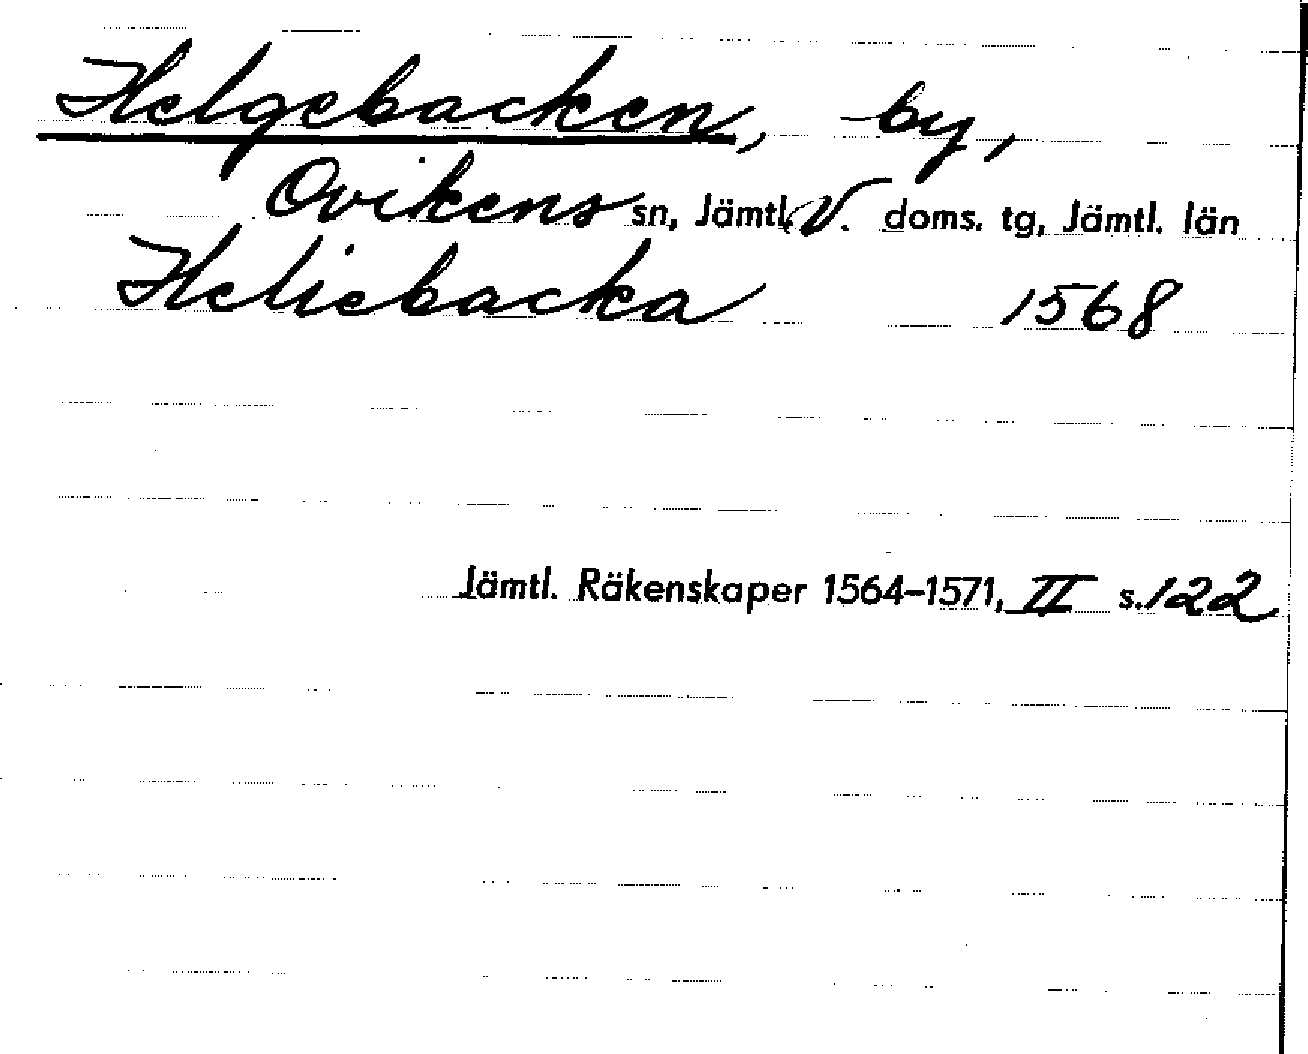 Helgebacken, by,
Ovikens sn, Jämtl. V. doms. tg, Jämtl. län
Heliebacka 1568
Jämtl. Räkenskaper 1564-1571, II s. 122